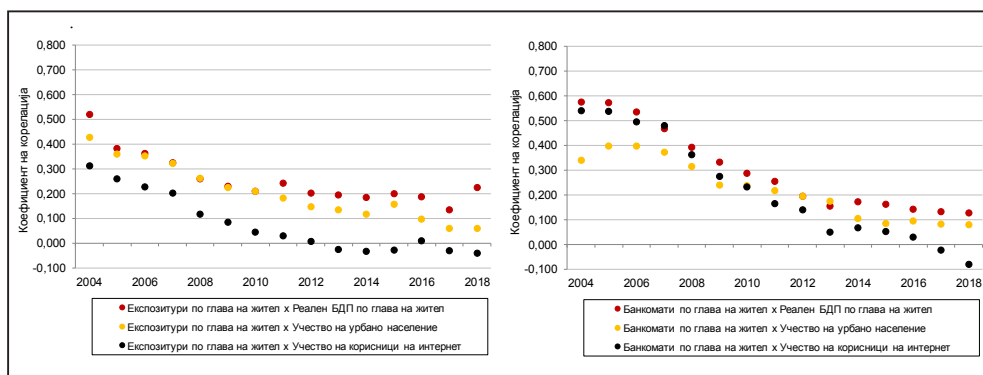 Коефициент на корелација
0,800
0,700
0,600
0,500
0,400
0,300
0,200
0,100
0,000
-0,100
2004 2006 2008 2010 2012 2014 2016 2018
Експозитури по глава на жител x Реален БДП по глава на жител
Експозитури по глава на жител x Учество на урбано население
Експозитури по глава на жител x Учество на корисници на интернет
Коефициент на корелација
0,800
0,700
0,600
0,500
0,400
0,300
0,200
0,100
0,000
-0,100
2004 2006 2008 2010 2012 2014 2016 2018
Банкомати по глава на жител x Реален БДП по глава на жител
Банкомати по глава на жител x Учество на урбано население
Банкомати по глава на жител x Учество на корисници на интернет